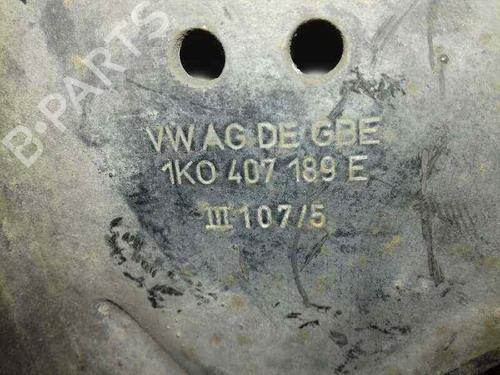 B-PARTS
VW AG DE GBE
1K0 407 189 E
III 107/5